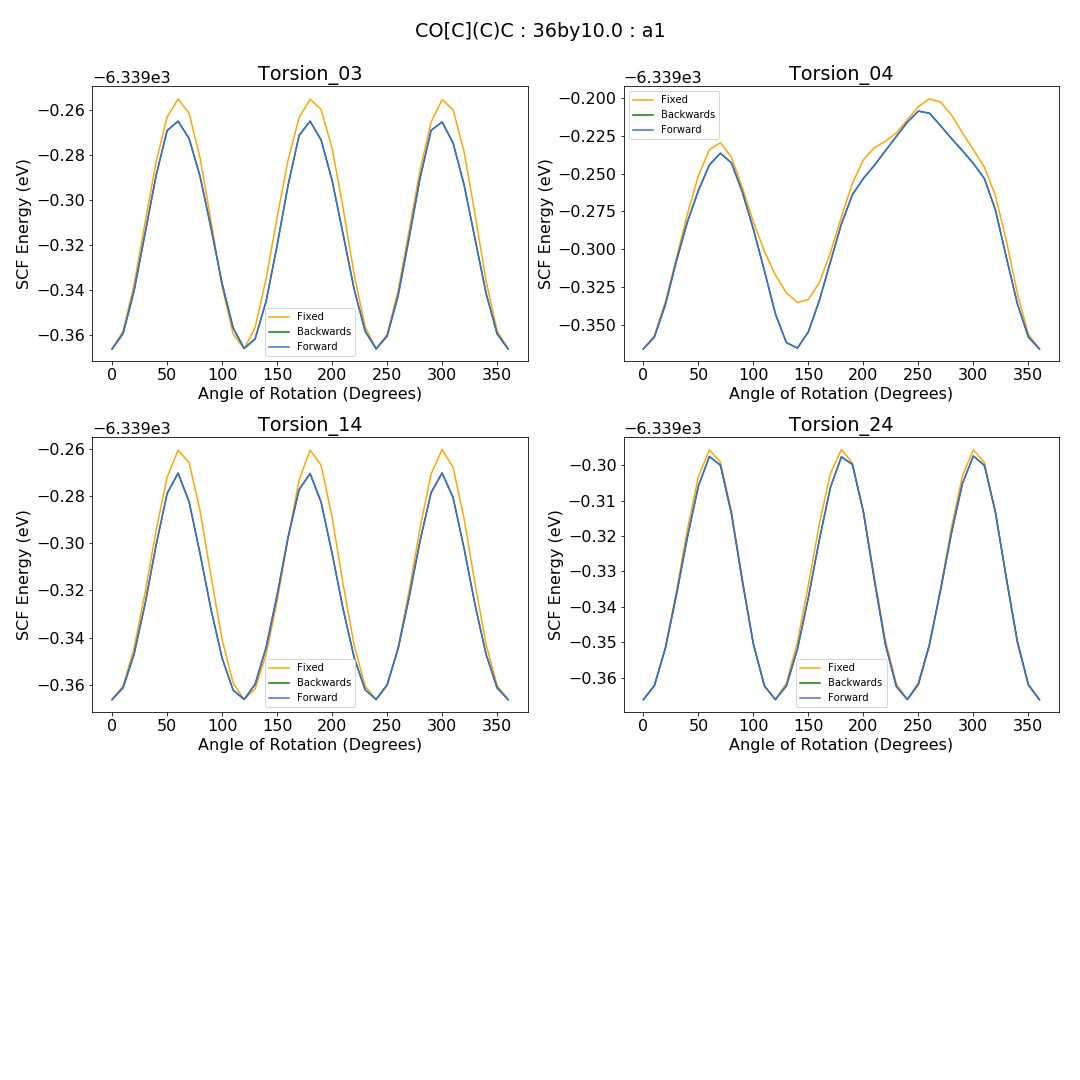 CO[C](C)C : 36by10.0 : a1
Torsion_03
−6.339e3
−0.26
−0.28
−0.30
−0.32
−0.34
−0.36
SCF Energy (eV)
Fixed
Backwards
Forward
0 50 100 150 200 250 300 350
Angle of Rotation (Degrees)
Torsion_04
−6.339e3
−0.200
−0.225
−0.250
−0.275
−0.300
−0.325
−0.350
SCF Energy (eV)
Fixed
Backwards
Forward
0 50 100 150 200 250 300 350
Angle of Rotation (Degrees)
Torsion_14
−6.339e3
−0.26
−0.28
−0.30
−0.32
−0.34
−0.36
SCF Energy (eV)
Fixed
Backwards
Forward
0 50 100 150 200 250 300 350
Angle of Rotation (Degrees)
Torsion_24
−6.339e3
−0.30
−0.31
−0.32
−0.33
−0.34
−0.35
−0.36
SCF Energy (eV)
Fixed
Backwards
Forward
0 50 100 150 200 250 300 350
Angle of Rotation (Degrees)